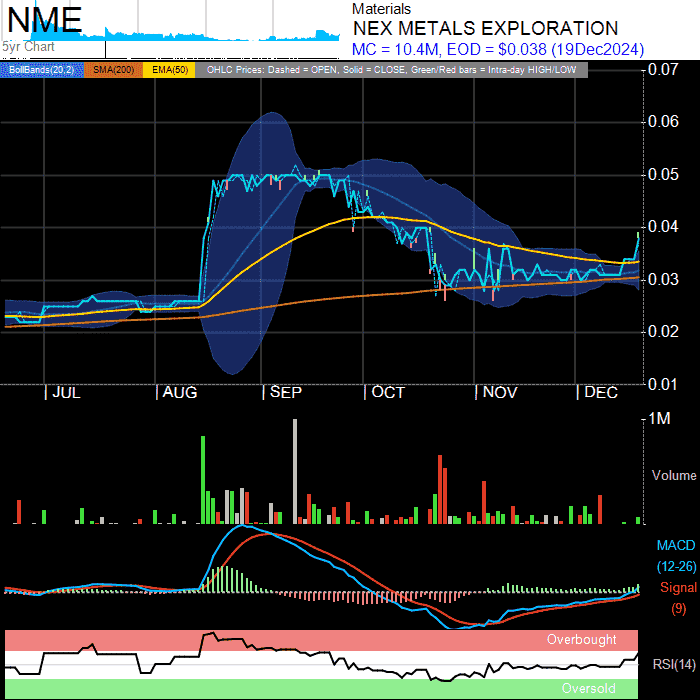 NME
5yr Chart
Materials
NEX METALS EXPLORATION
MC = 10.4M, EOD = $0.038 (19Dec2024)
BollBands(20,2) SMA(200) EMA(50) OHLC Prices: Dashed = OPEN, Solid = CLOSE, Green/Red bars = Intra-day HIGH/LOW
0.07
0.06
0.05
0.04
0.03
0.02
0.01
| JUL | AUG | SEP | OCT | NOV | DEC
1M
Volume
MACD
(12-26)
Signal
(9)
Overbought
RSI(14)
Oversold